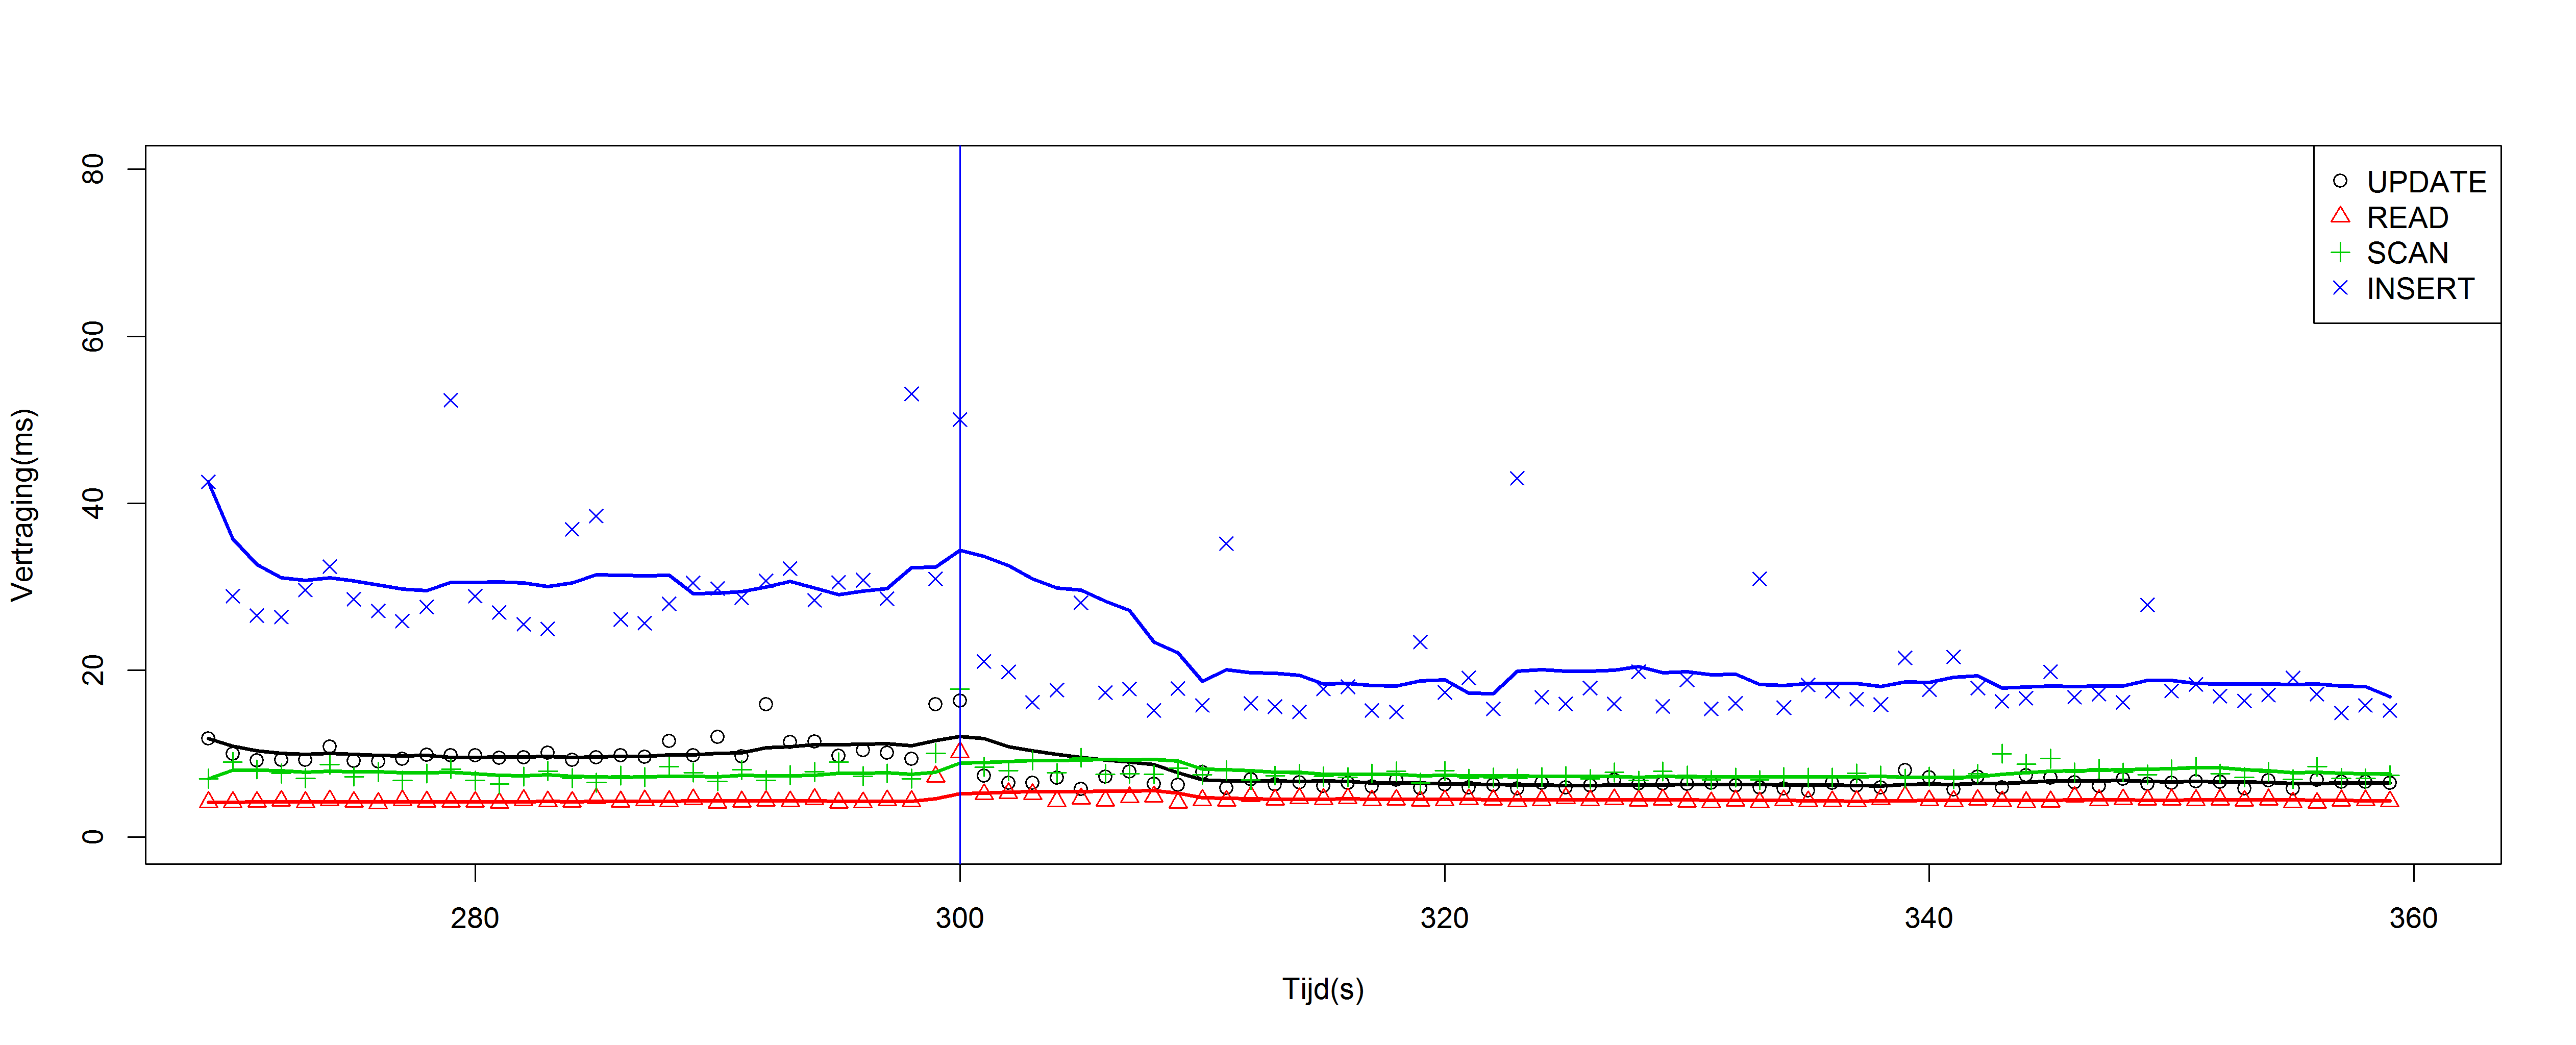 UPDATE
READ
SCAN
INSERT
80
60
40
20
0
Vertraging(ms)
280 300 320 340 360
Tijd(s)